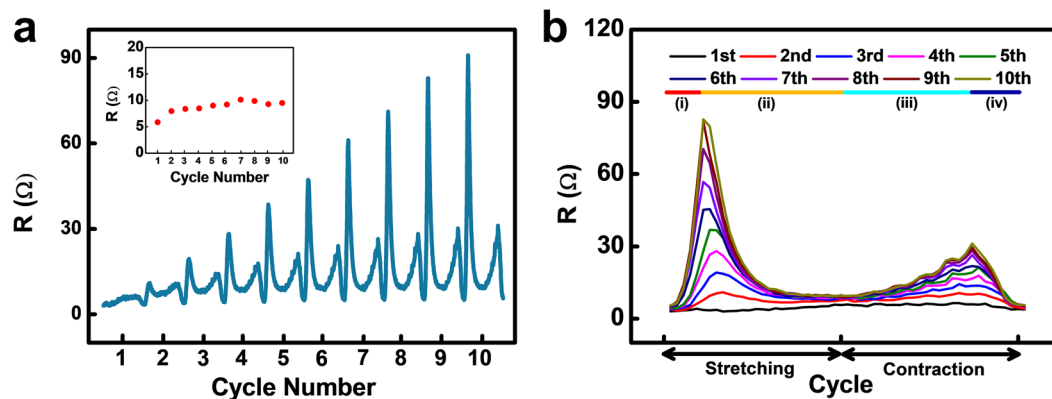 a
R (Ω)
90
60
30
0
1 2 3 4 5 6 7 8 9 10
Cycle Number
R (Ω)
20
15
10
5
0
1 2 3 4 5 6 7 8 9 10
Cycle Number
b
R (Ω)
120
90
60
30
0
1st 2nd 3rd 4th 5th
6th 7th 8th 9th 10th
(i) (ii) (iii) (iv)
Stretching Contraction
Cycle